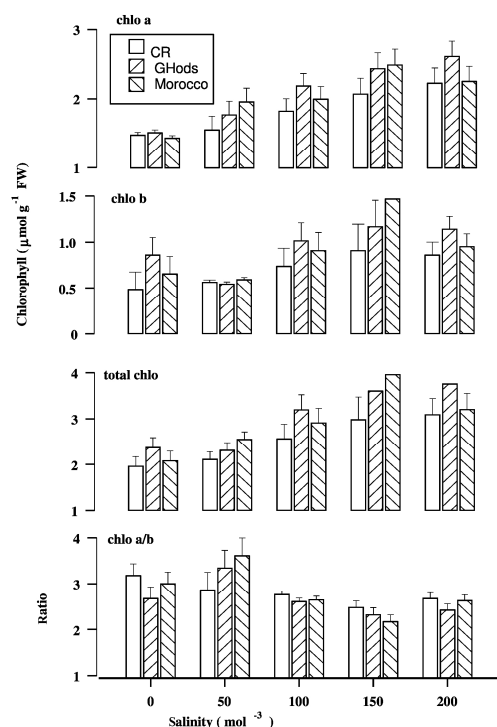 chlo a
3
CR
GHods
Morocco
2
1
chlo b
1.5
1.0
0.5
0
total chlo
4
3
2
1
chlo a/b
4
3
2
1
Chlorophyll ( μmol g⁻¹ FW)
Ratio
0 50 100 150 200
Salinity ( mol ⁻³ )